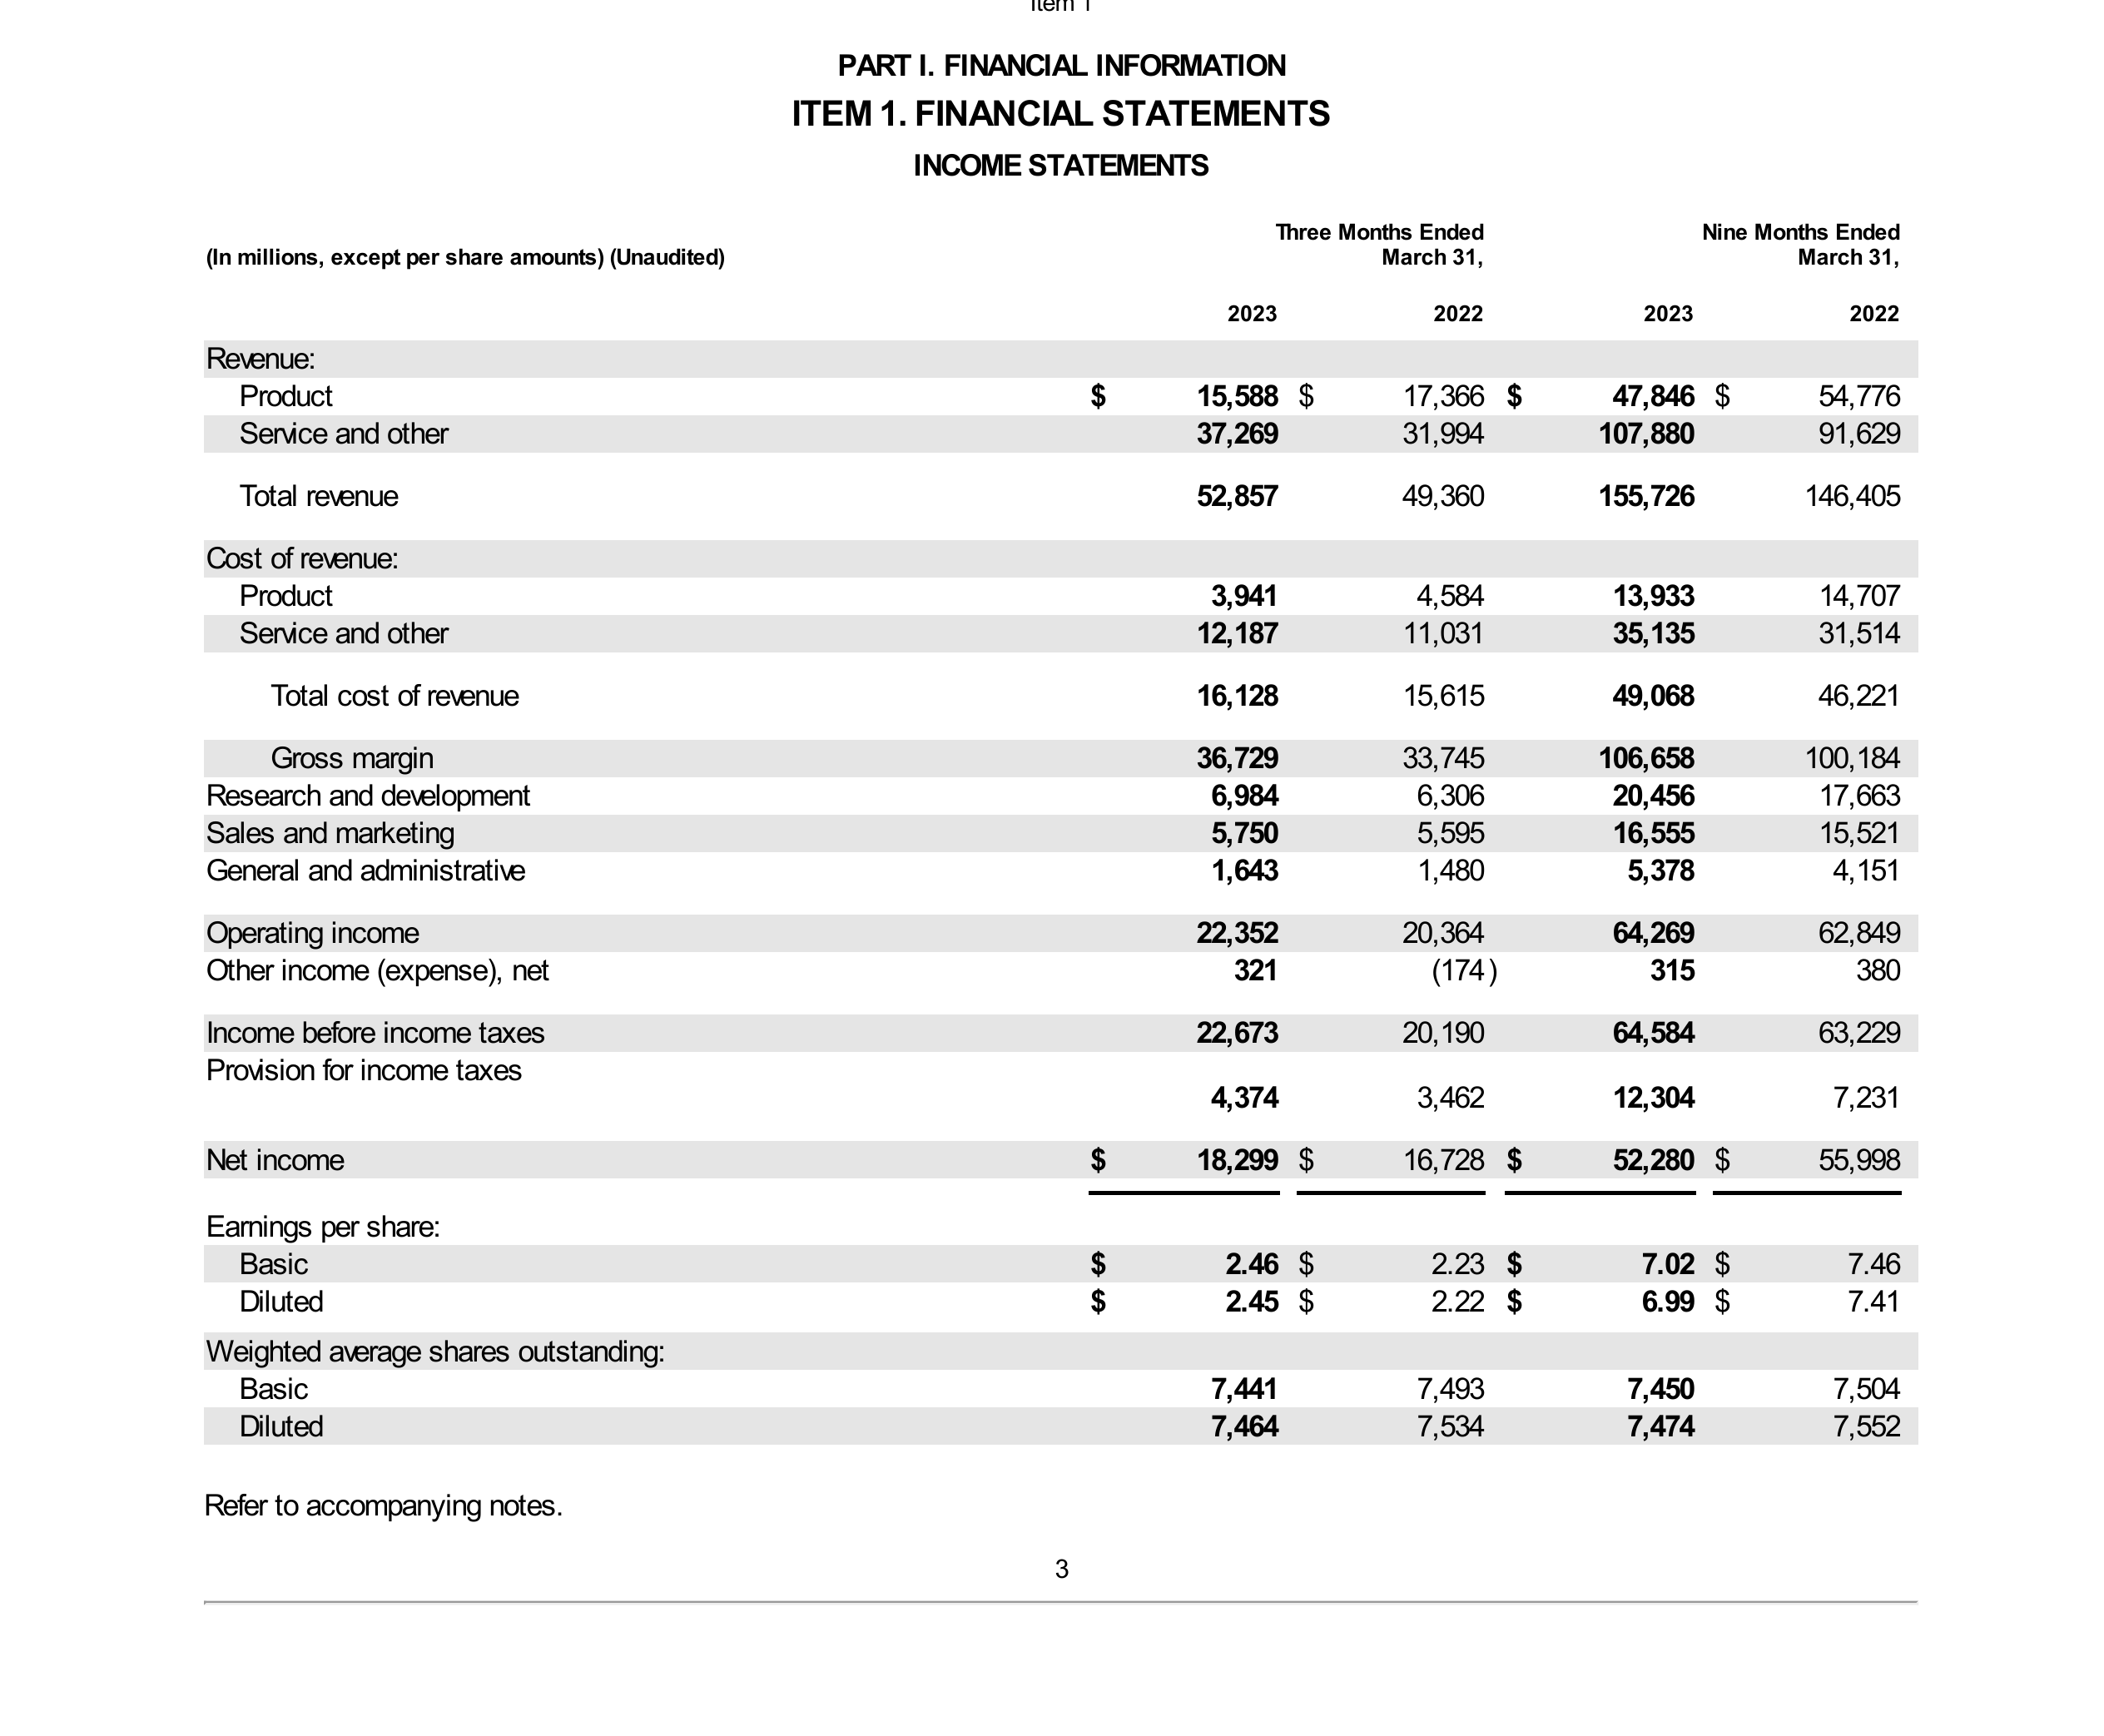 Item 1
PART I. FINANCIAL INFORMATION
ITEM 1. FINANCIAL STATEMENTS
INCOME STATEMENTS
Three Months Ended Nine Months Ended
(In millions, except per share amounts) (Unaudited) March 31, March 31,
2023 2022 2023 2022
Revenue:
Product $ 15,588 $ 17,366 $ 47,846 $ 54,776
Service and other 37,269 31,994 107,880 91,629
Total revenue 52,857 49,360 155,726 146,405
Cost of revenue:
Product 3,941 4,584 13,933 14,707
Service and other 12,187 11,031 35,135 31,514
Total cost of revenue 16,128 15,615 49,068 46,221
Gross margin 36,729 33,745 106,658 100,184
Research and development 6,984 6,306 20,456 17,663
Sales and marketing 5,750 5,595 16,555 15,521
General and administrative 1,643 1,480 5,378 4,151
Operating income 22,352 20,364 64,269 62,849
Other income (expense), net 321 (174) 315 380
Income before income taxes 22,673 20,190 64,584 63,229
Provision for income taxes
4,374 3,462 12,304 7,231
Net income $ 18,299 $ 16,728 $ 52,280 $ 55,998
Earnings per share:
Basic $ 2.46 $ 2.23 $ 7.02 $ 7.46
Diluted $ 2.45 $ 2.22 $ 6.99 $ 7.41
Weighted average shares outstanding:
Basic 7,441 7,493 7,450 7,504
Diluted 7,464 7,534 7,474 7,552
Refer to accompanying notes.
3